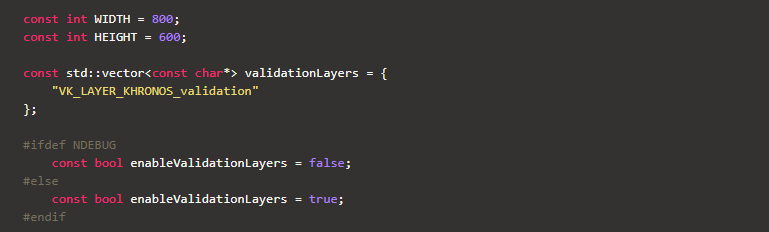 const int WIDTH = 800;
const int HEIGHT = 600;
const std::vector<const char*> validationLayers = {
    "VK_LAYER_KHRONOS_validation"
};
#ifdef NDEBUG
    const bool enableValidationLayers = false;
#else
    const bool enableValidationLayers = true;
#endif